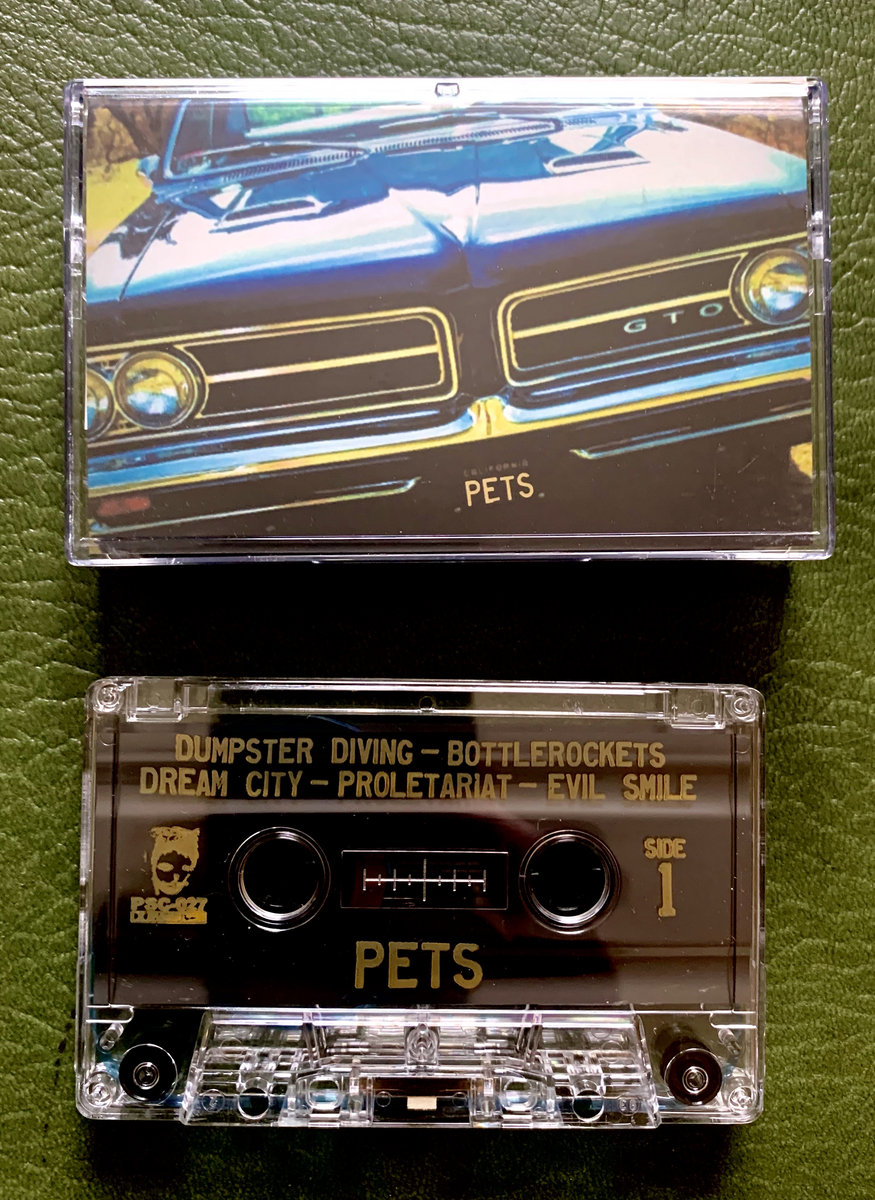 GTO
CALIFORNIA
PETS
DUMPSTER DIVING – BOTTLEROCKETS
DREAM CITY – PROLETARIAT – EVIL SMILE
SIDE
1
PSC-027
PETS